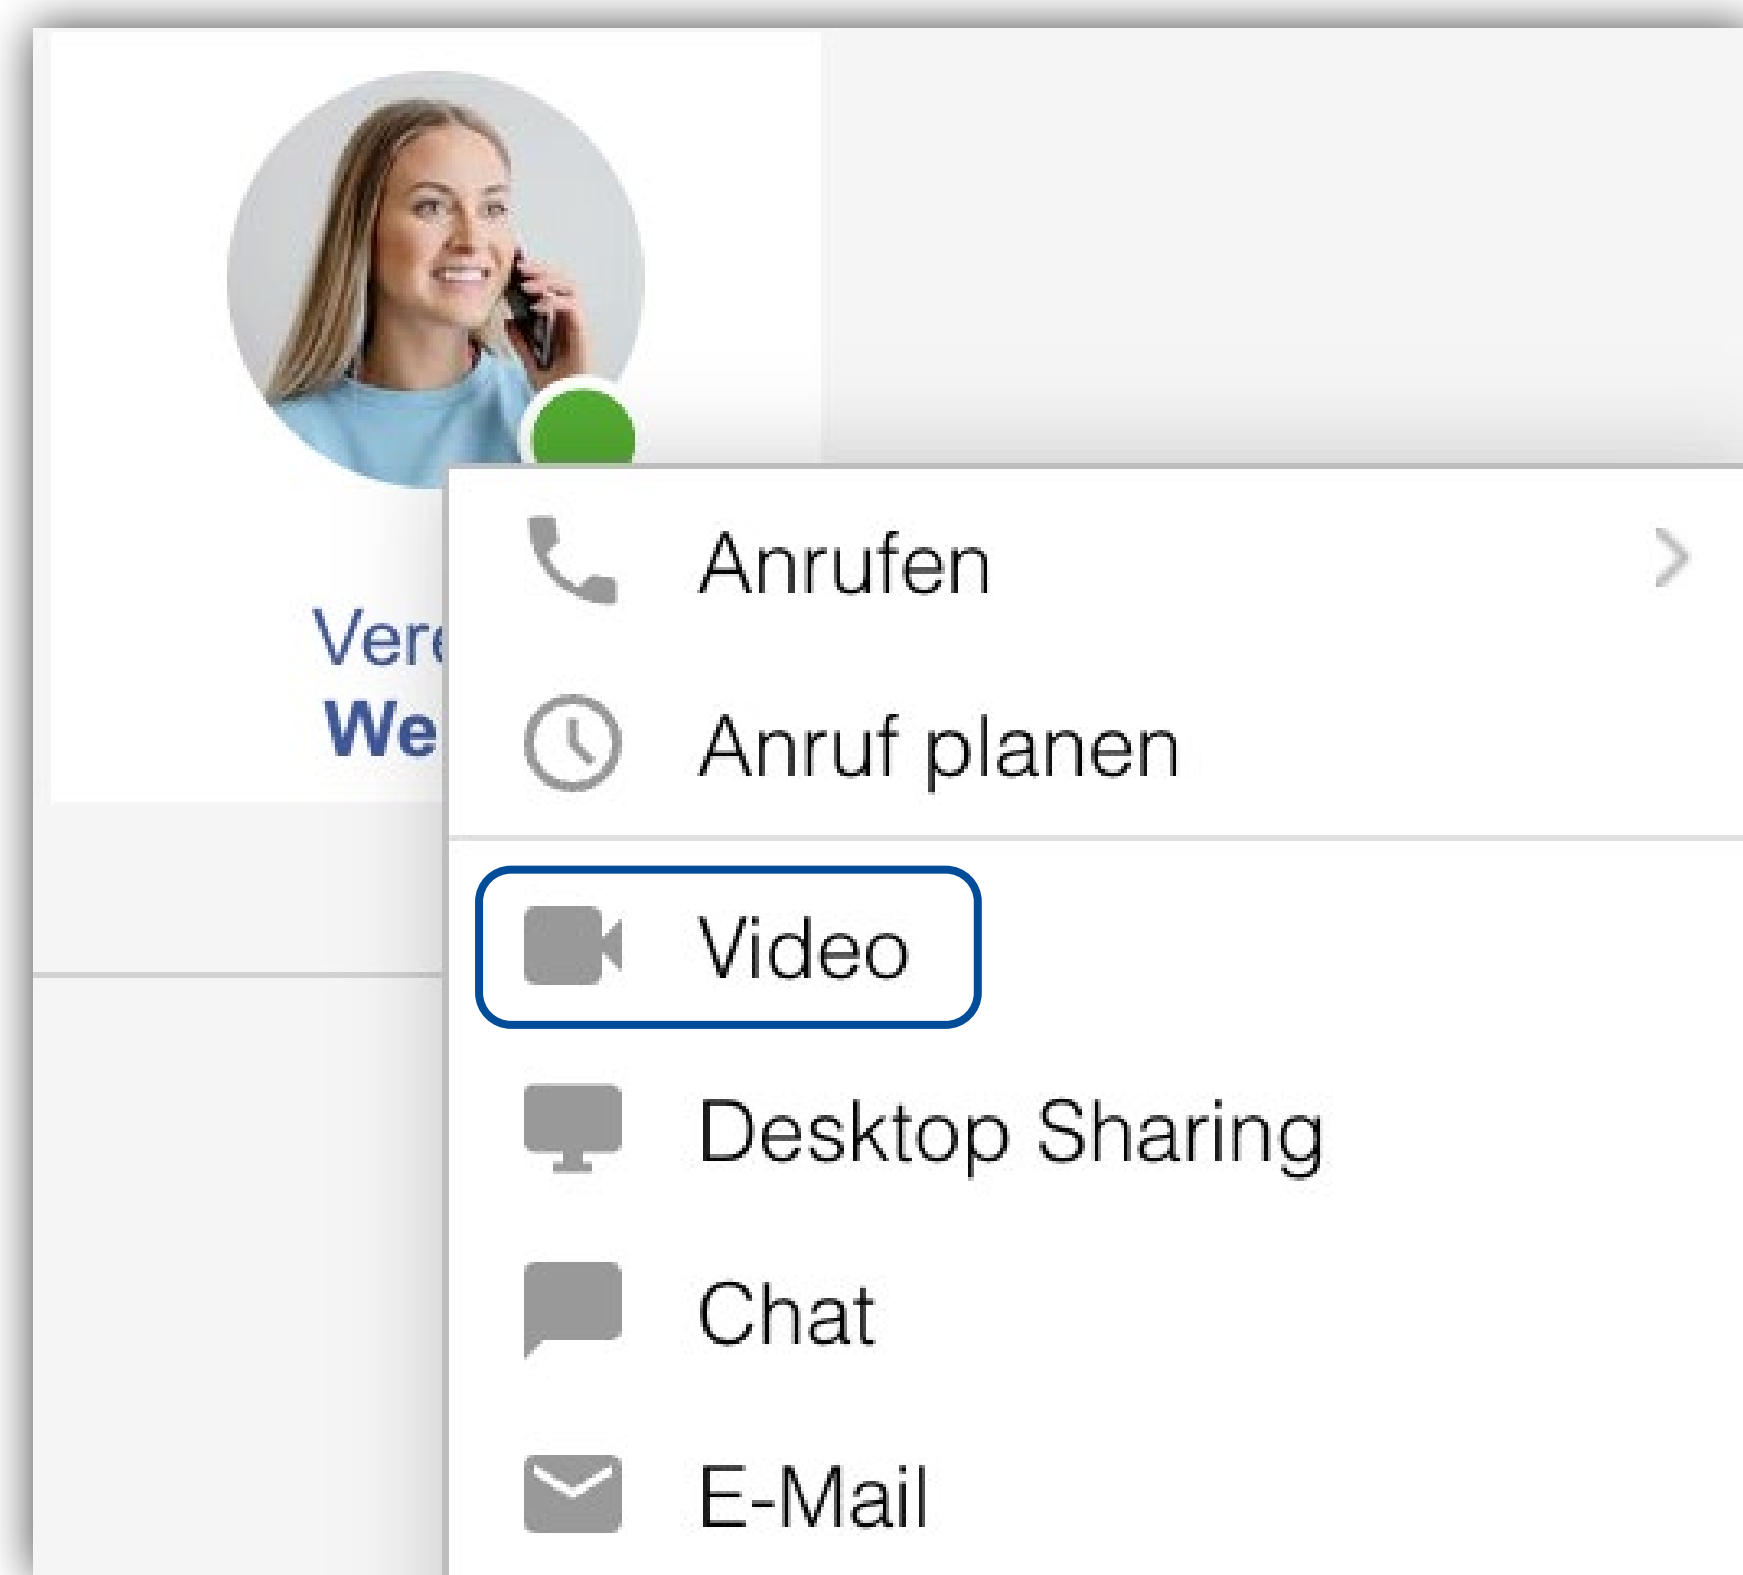 Anrufen
Anruf planen
Video
Desktop Sharing
Chat
E-Mail